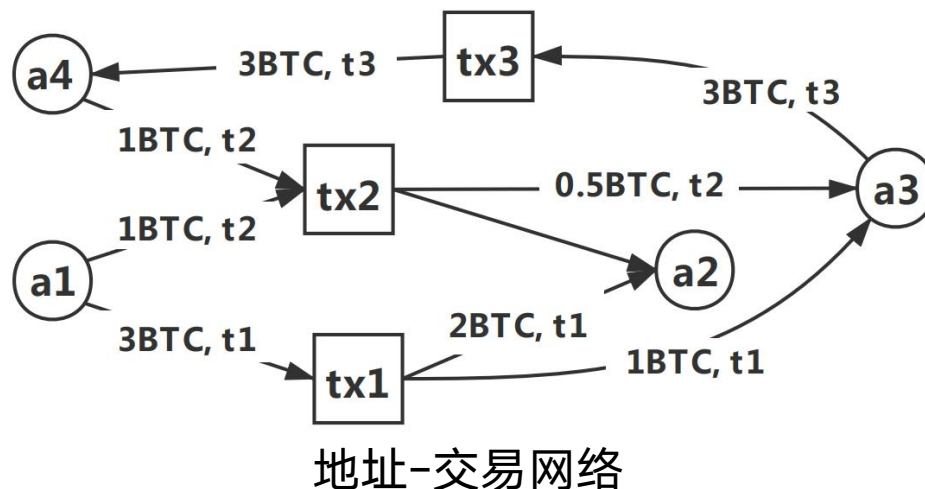 a4
3BTC, t3
tx3
3BTC, t3
1BTC, t2
tx2
0.5BTC, t2
a3
1BTC, t2
a2
a1
3BTC, t1
2BTC, t1
tx1
1BTC, t1
地址-交易网络